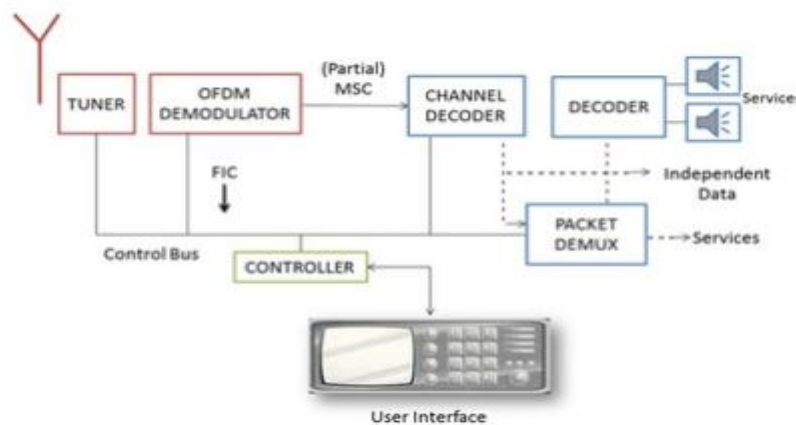 TUNER
OFDM
DEMODULATOR
(Partial)
MSC
CHANNEL
DECODER
DECODER
Services
FIC
Independent
Data
Control Bus
CONTROLLER
PACKET
DEMUX
Services
User Interface